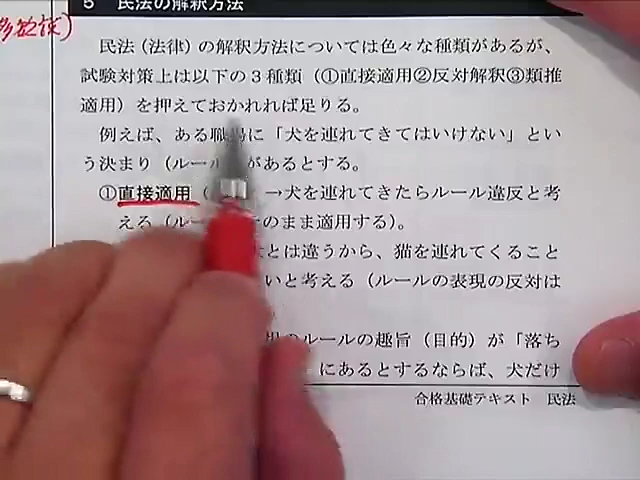 5 民法の解釈方法
民法（法律）の解釈方法については色々な種類があるが、
試験対策上は以下の３種類（①直接適用②反対解釈③類推
適用）を押えておかれれば足りる。
例えば、ある職場に「犬を連れてきてはいけない」とい
う決まり（ルール があるとする。
①直接適用（ →犬を連れてきたらルール違反と考
える（ルー そのまま適用する）。
犬とは違うから、猫を連れてくること
いと考える（ルールの表現の反対は
のルールの趣旨（目的）が「落ち
にあるとするならば、犬だけ
合格基礎テキスト 民法